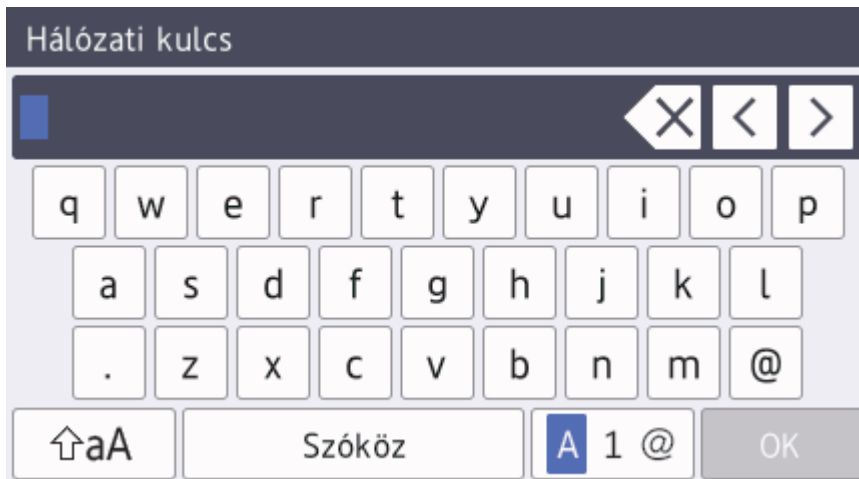 Hálózati kulcs
q w e r t y u i o p
a s d f g h j k l
. z x c v b n m @
aA Szóköz A 1 @ OK